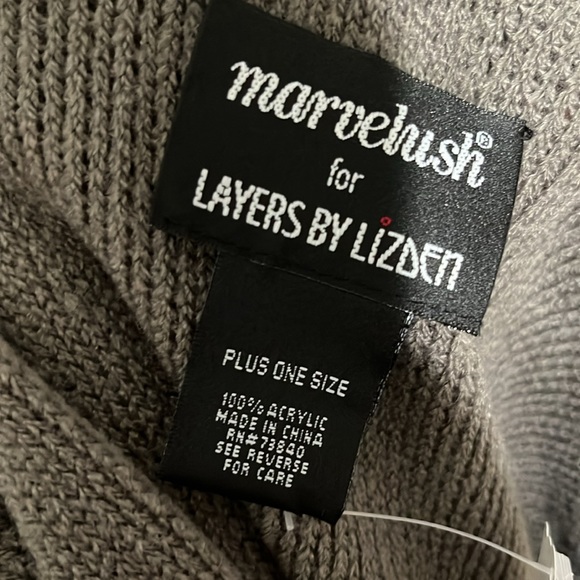 marvelush®
for
LAYERS BY LizDEN
PLUS ONE SIZE
100% ACRYLIC
MADE IN CHINA
RN#73840
SEE REVERSE
FOR CARE